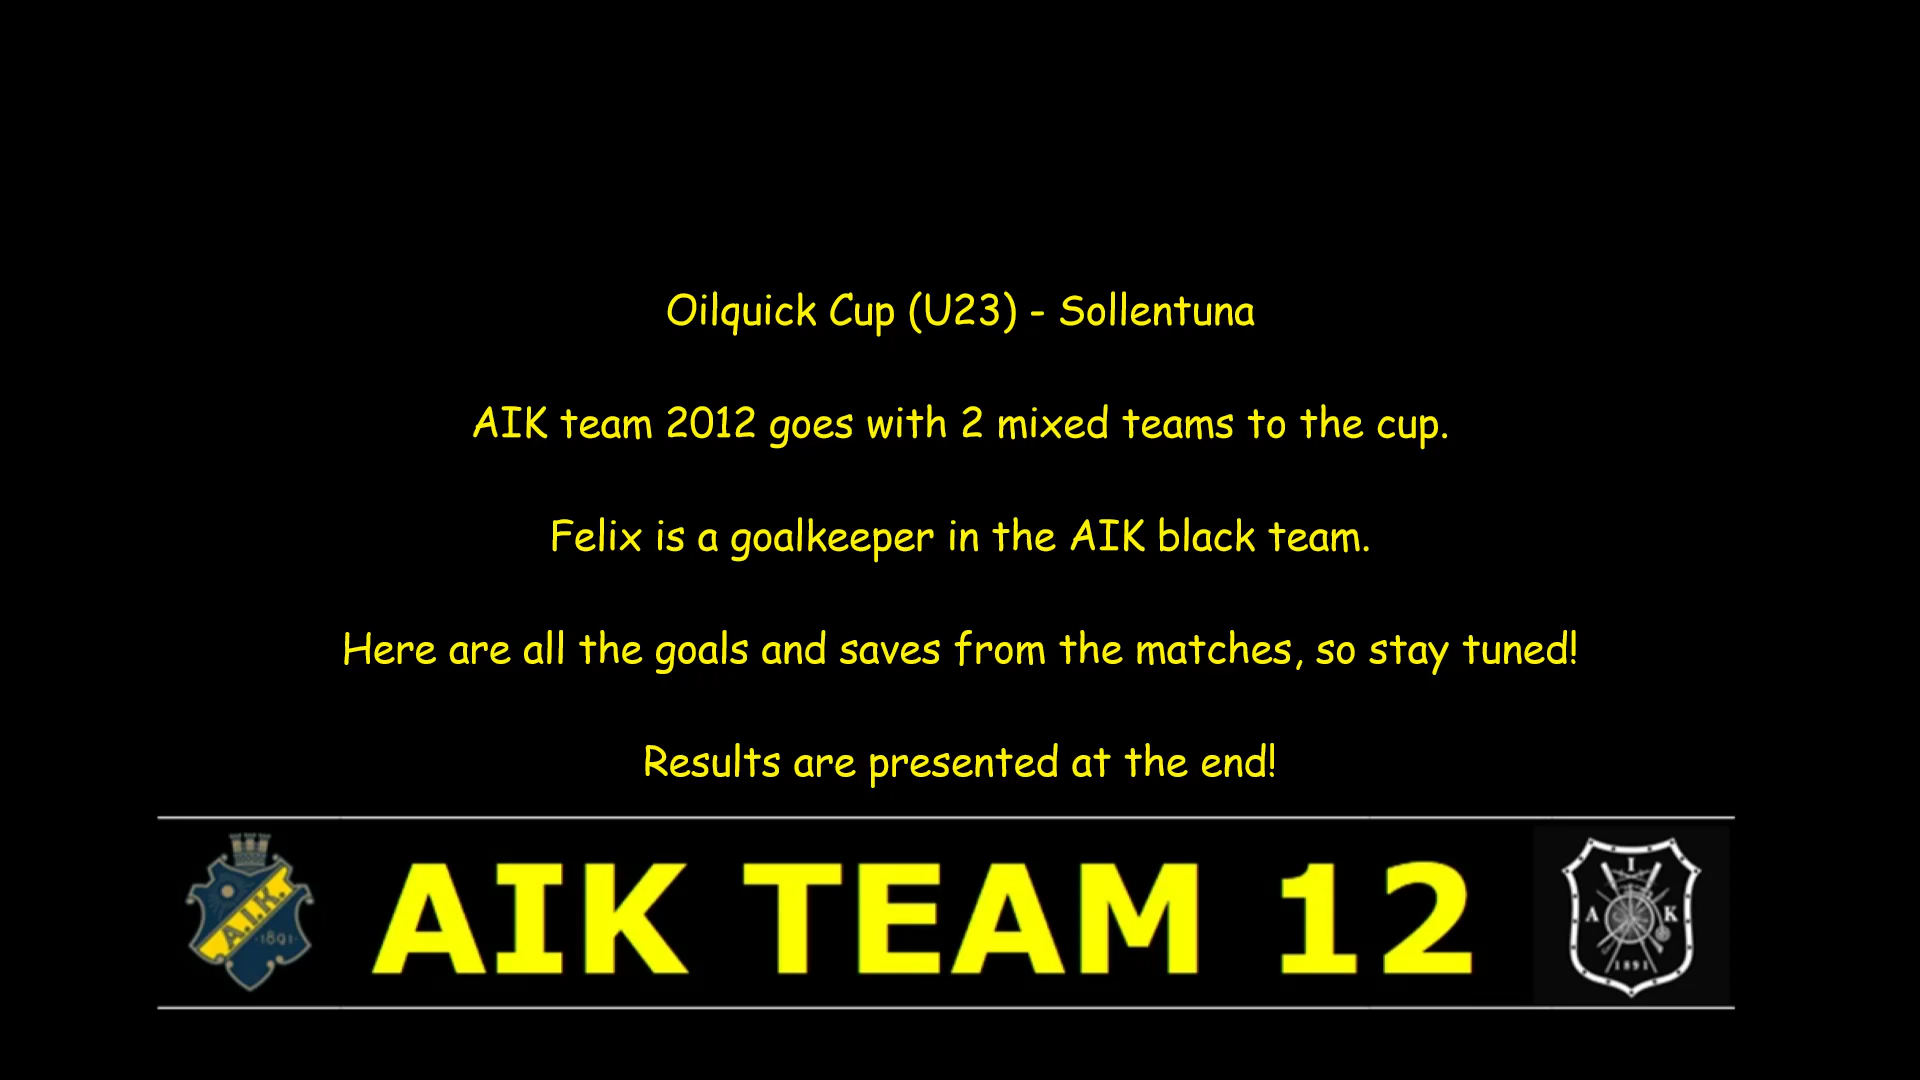 Oilquick Cup (U23) - Sollentuna
AIK team 2012 goes with 2 mixed teams to the cup.
Felix is a goalkeeper in the AIK black team.
Here are all the goals and saves from the matches, so stay tuned!
Results are presented at the end!
A.I.K.
·1891·
AIK TEAM 12
A I K
1891